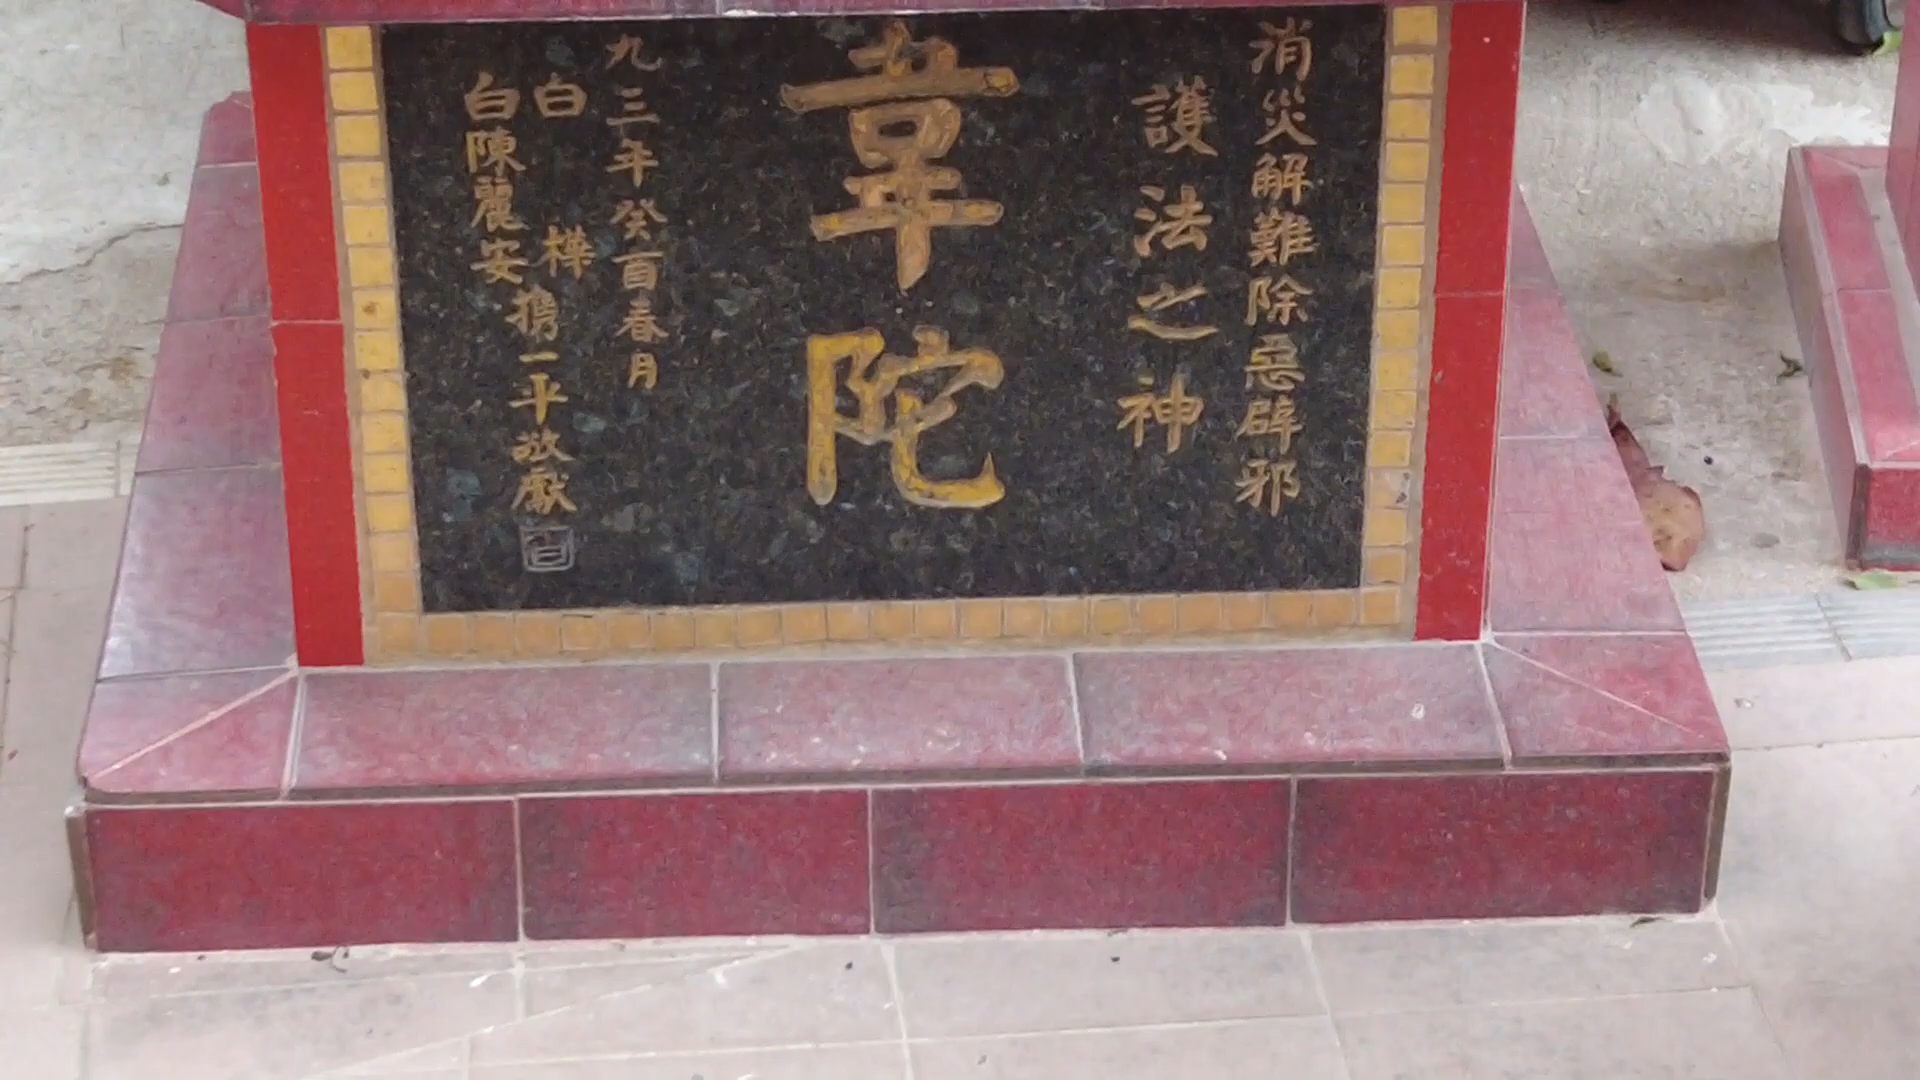 消災解難除惡辟邪
護法之神
韋陀
九三年癸酉春月
白樺
白陳麗安
攜一平敬獻